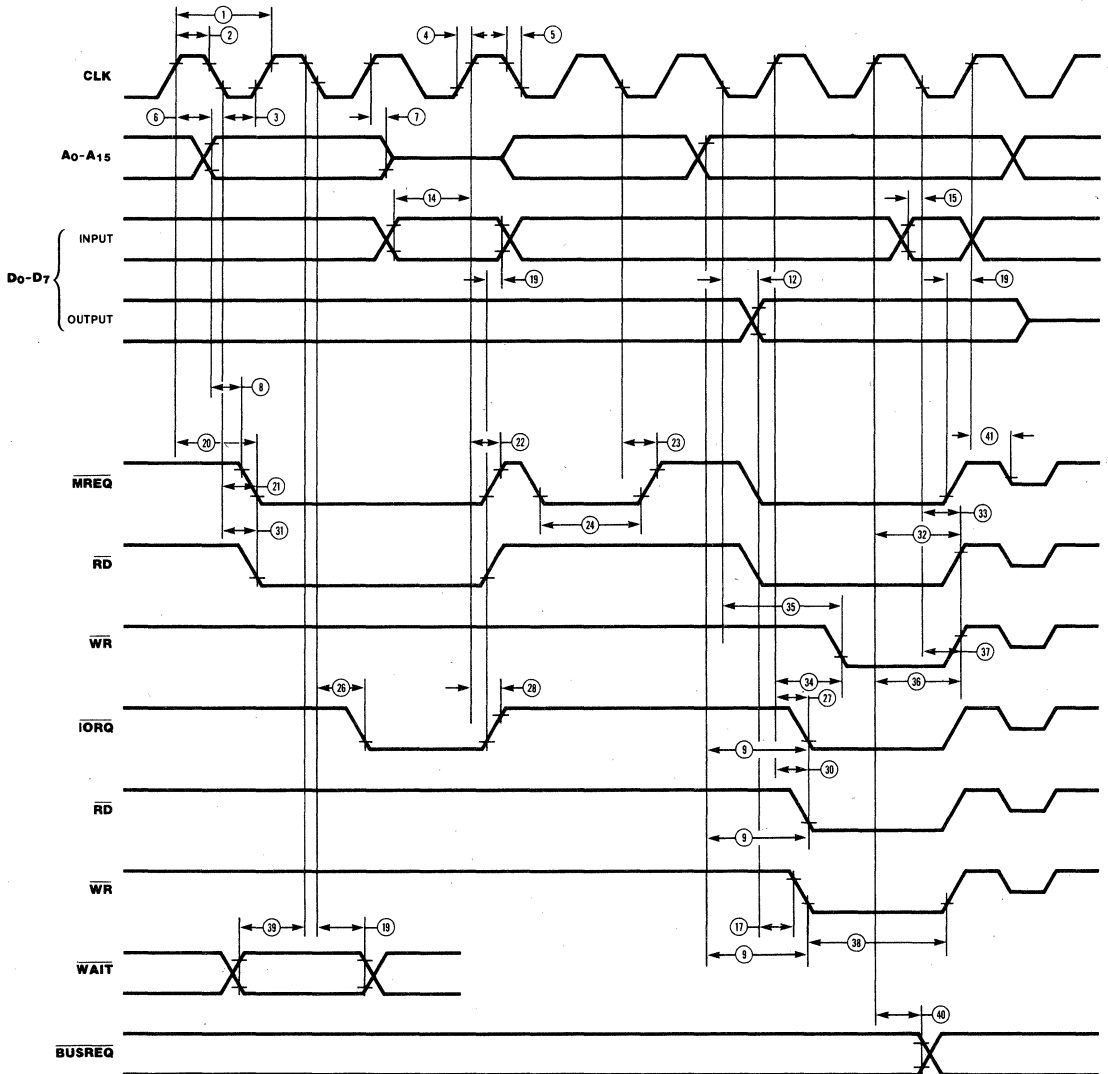 1
2 4 5
CLK
6 3 7
A0-A15
14 15
INPUT
D0-D7
19 12 19
OUTPUT
8
20 22 23 41
MREQ
21 24 33
31 32
RD
35
WR
37
34 36
26 28 27
IORQ
9
30
RD
9
WR
39 19 17 38
9
WAIT
40
BUSREQ